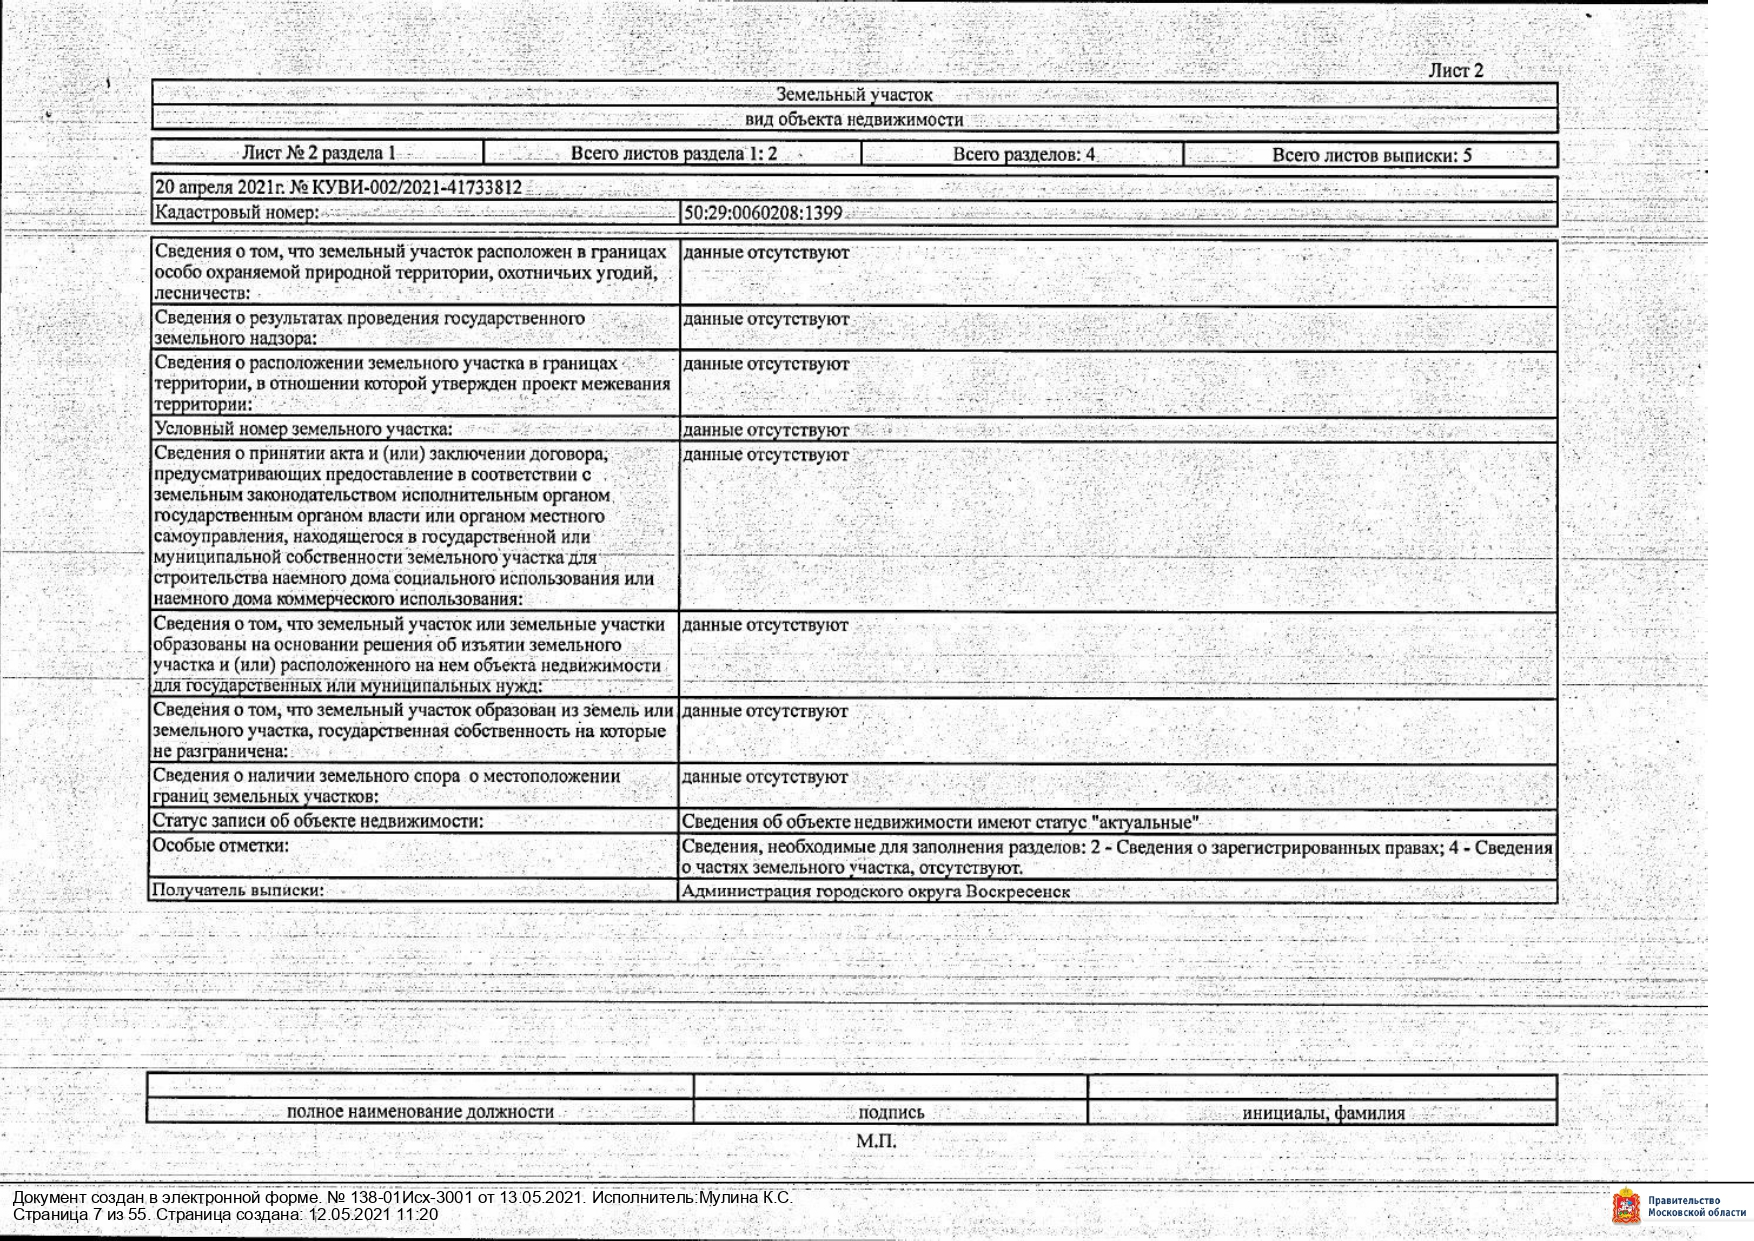 Лист 2
Земельный участок
вид объекта недвижимости
Лист № 2 раздела 1 Всего листов раздела 1: 2 Всего разделов: 4 Всего листов выписки: 5
20 апреля 2021г. № КУВИ-002/2021-41733812
Кадастровый номер: 50:29:0060208:1399
Сведения о том, что земельный участок расположен в границах данные отсутствуют
особо охраняемой природной территории, охотничьих угодий,
лесничеств:
Сведения о результатах проведения государственного данные отсутствуют
земельного надзора:
Сведения о расположении земельного участка в границах данные отсутствуют
территории, в отношении которой утвержден проект межевания
территории:
Условный номер земельного участка: данные отсутствуют
Сведения о принятии акта и (или) заключении договора, данные отсутствуют
предусматривающих предоставление в соответствии с
земельным законодательством исполнительным органом
государственным органом власти или органом местного
самоуправления, находящегося в государственной или
муниципальной собственности земельного участка для
строительства наемного дома социального использования или
наемного дома коммерческого использования:
Сведения о том, что земельный участок или земельные участки данные отсутствуют
образованы на основании решения об изъятии земельного
участка и (или) расположенного на нем объекта недвижимости
для государственных или муниципальных нужд:
Сведения о том, что земельный участок образован из земель или данные отсутствуют
земельного участка, государственная собственность на которые
не разграничена:
Сведения о наличии земельного спора о местоположении данные отсутствуют
границ земельных участков:
Статус записи об объекте недвижимости: Сведения об объекте недвижимости имеют статус "актуальные"
Особые отметки: Сведения, необходимые для заполнения разделов: 2 - Сведения о зарегистрированных правах; 4 - Сведения
о частях земельного участка, отсутствуют.
Получатель выписки: Администрация городского округа Воскресенск
полное наименование должности подпись инициалы, фамилия
М.П.
Документ создан в электронной форме. № 138-01Исх-3001 от 13.05.2021. Исполнитель:Мулина К.С.
Страница 7 из 55. Страница создана: 12.05.2021 11:20
Правительство
Московской области